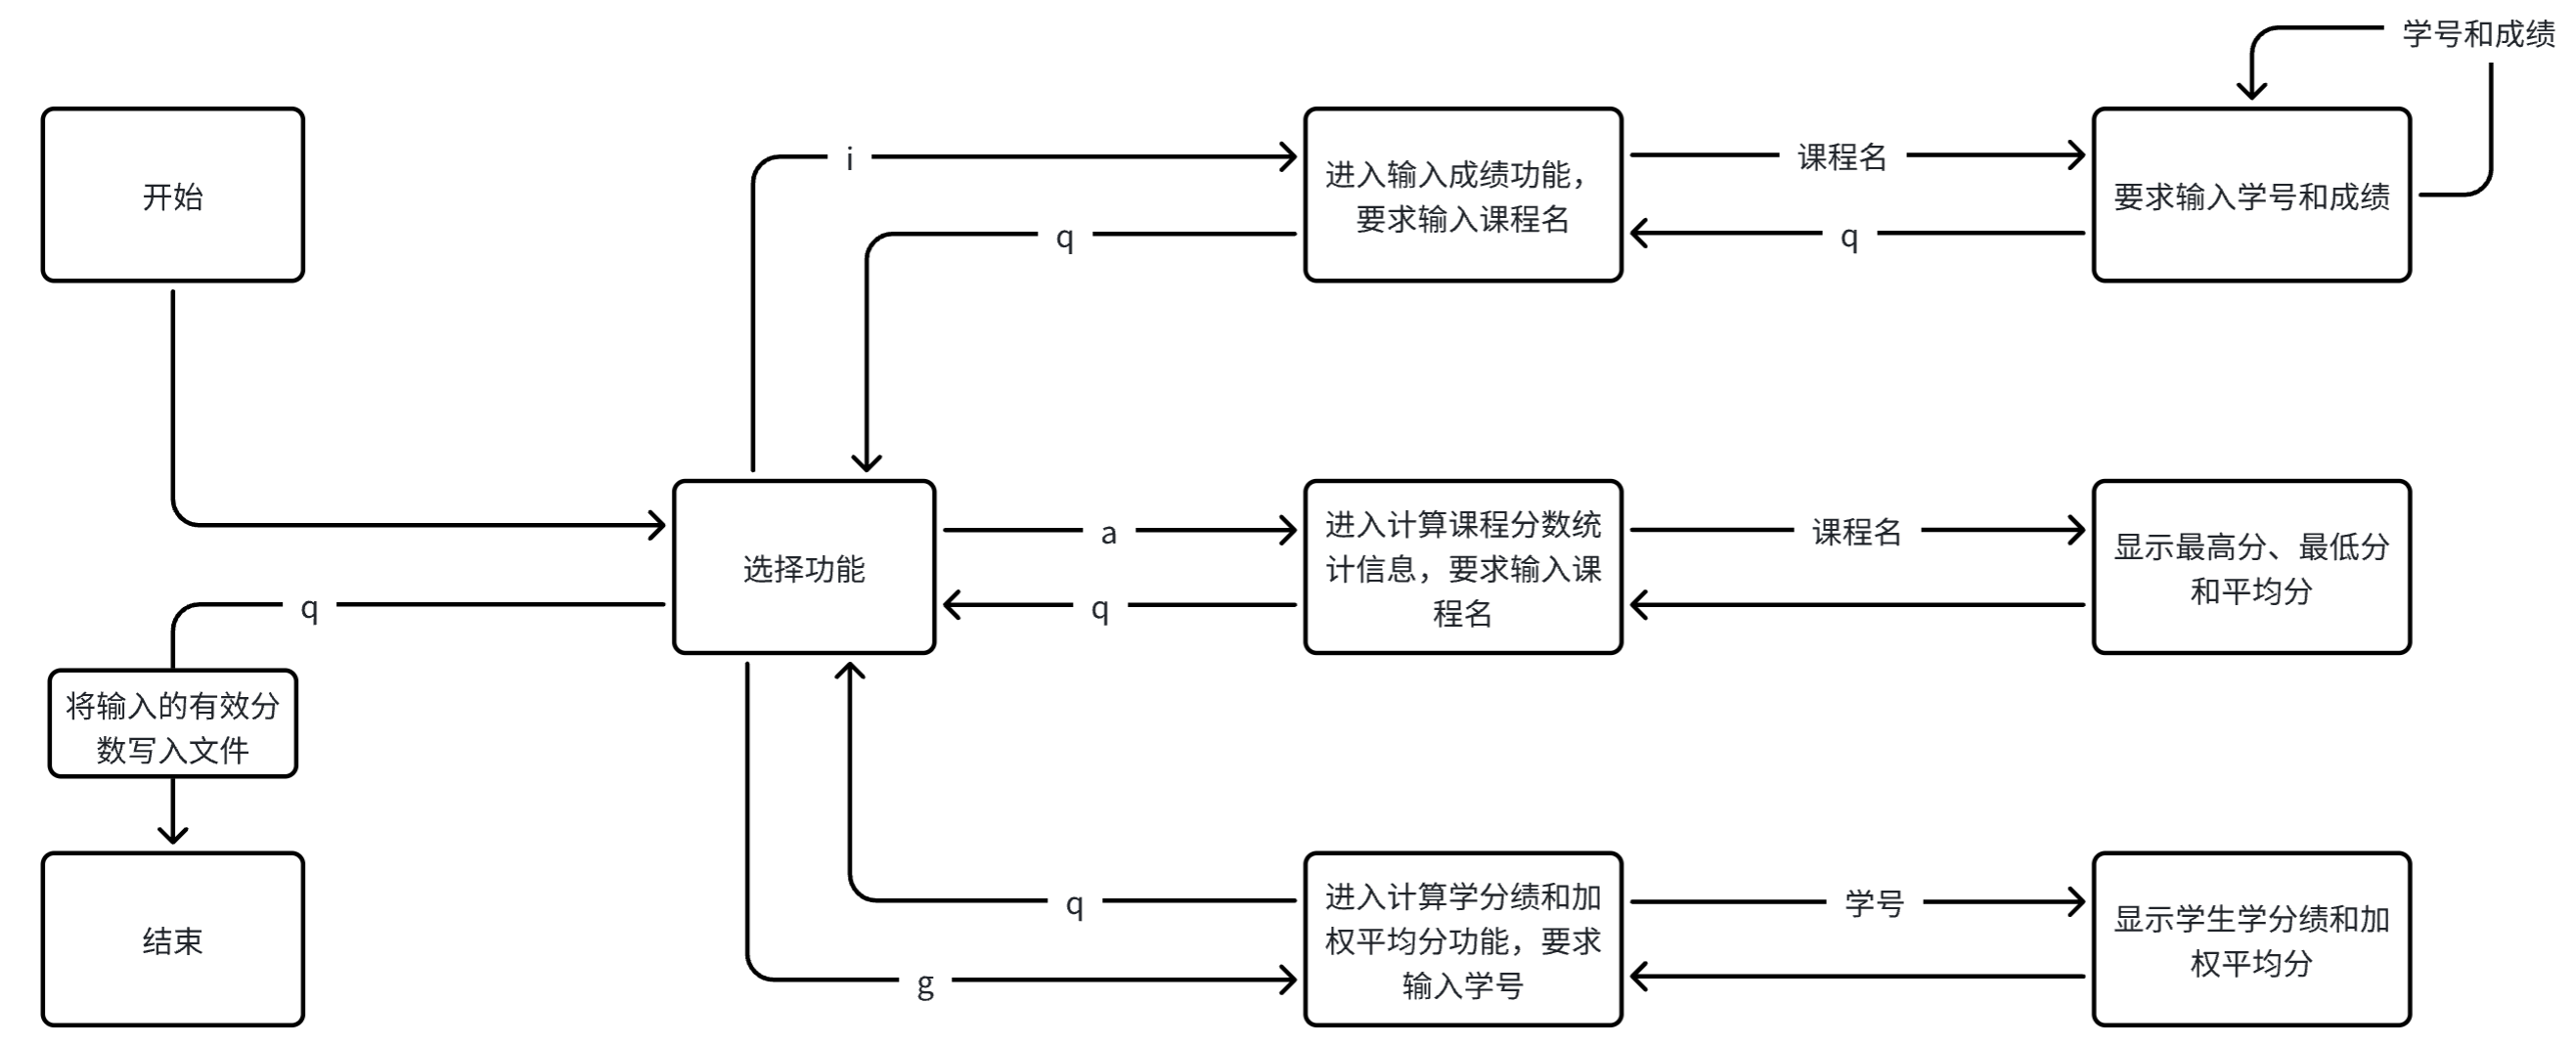 学号和成绩
开始
i
进入输入成绩功能，
要求输入课程名
课程名
要求输入学号和成绩
q
q
选择功能
a
进入计算课程分数统
计信息，要求输入课
程名
课程名
显示最高分、最低分
和平均分
q
q
将输入的有效分
数写入文件
结束
q
g
进入计算学分绩和加
权平均分功能，要求
输入学号
学号
显示学生学分绩和加
权平均分